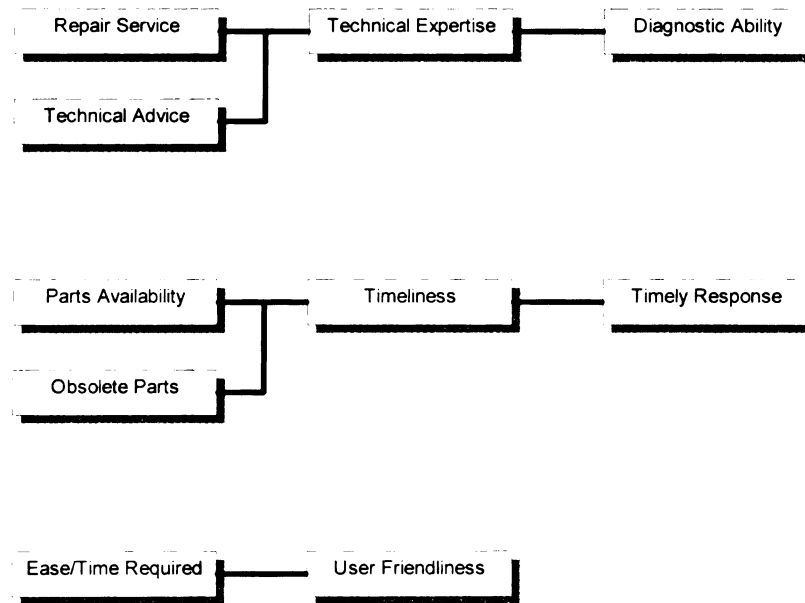 Repair Service
Technical Expertise
Diagnostic Ability
Technical Advice
Parts Availability
Timeliness
Timely Response
Obsolete Parts
Ease/Time Required
User Friendliness